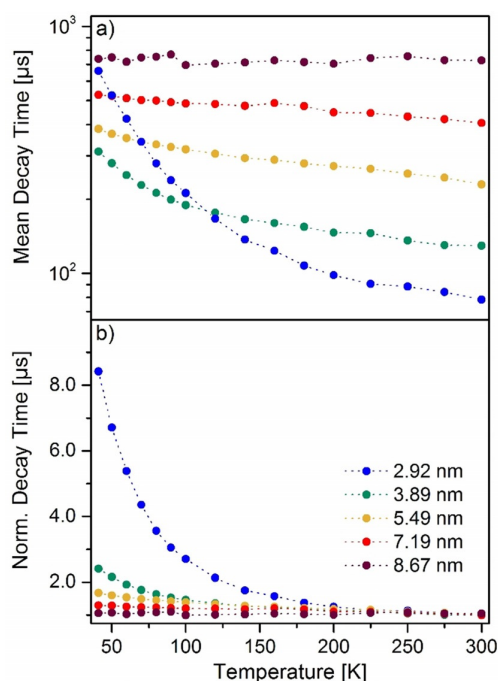 a)
Mean Decay Time [µs]
10³
10²
b)
Norm. Decay Time [µs]
8.0
6.0
4.0
2.0
2.92 nm
3.89 nm
5.49 nm
7.19 nm
8.67 nm
50 100 150 200 250 300
Temperature [K]